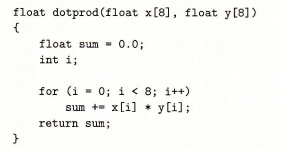 float dotprod(float x[8], float y[8])
{
    float sum = 0.0;
    int i;

    for (i = 0; i < 8; i++)
        sum += x[i] * y[i];
    return sum;
}